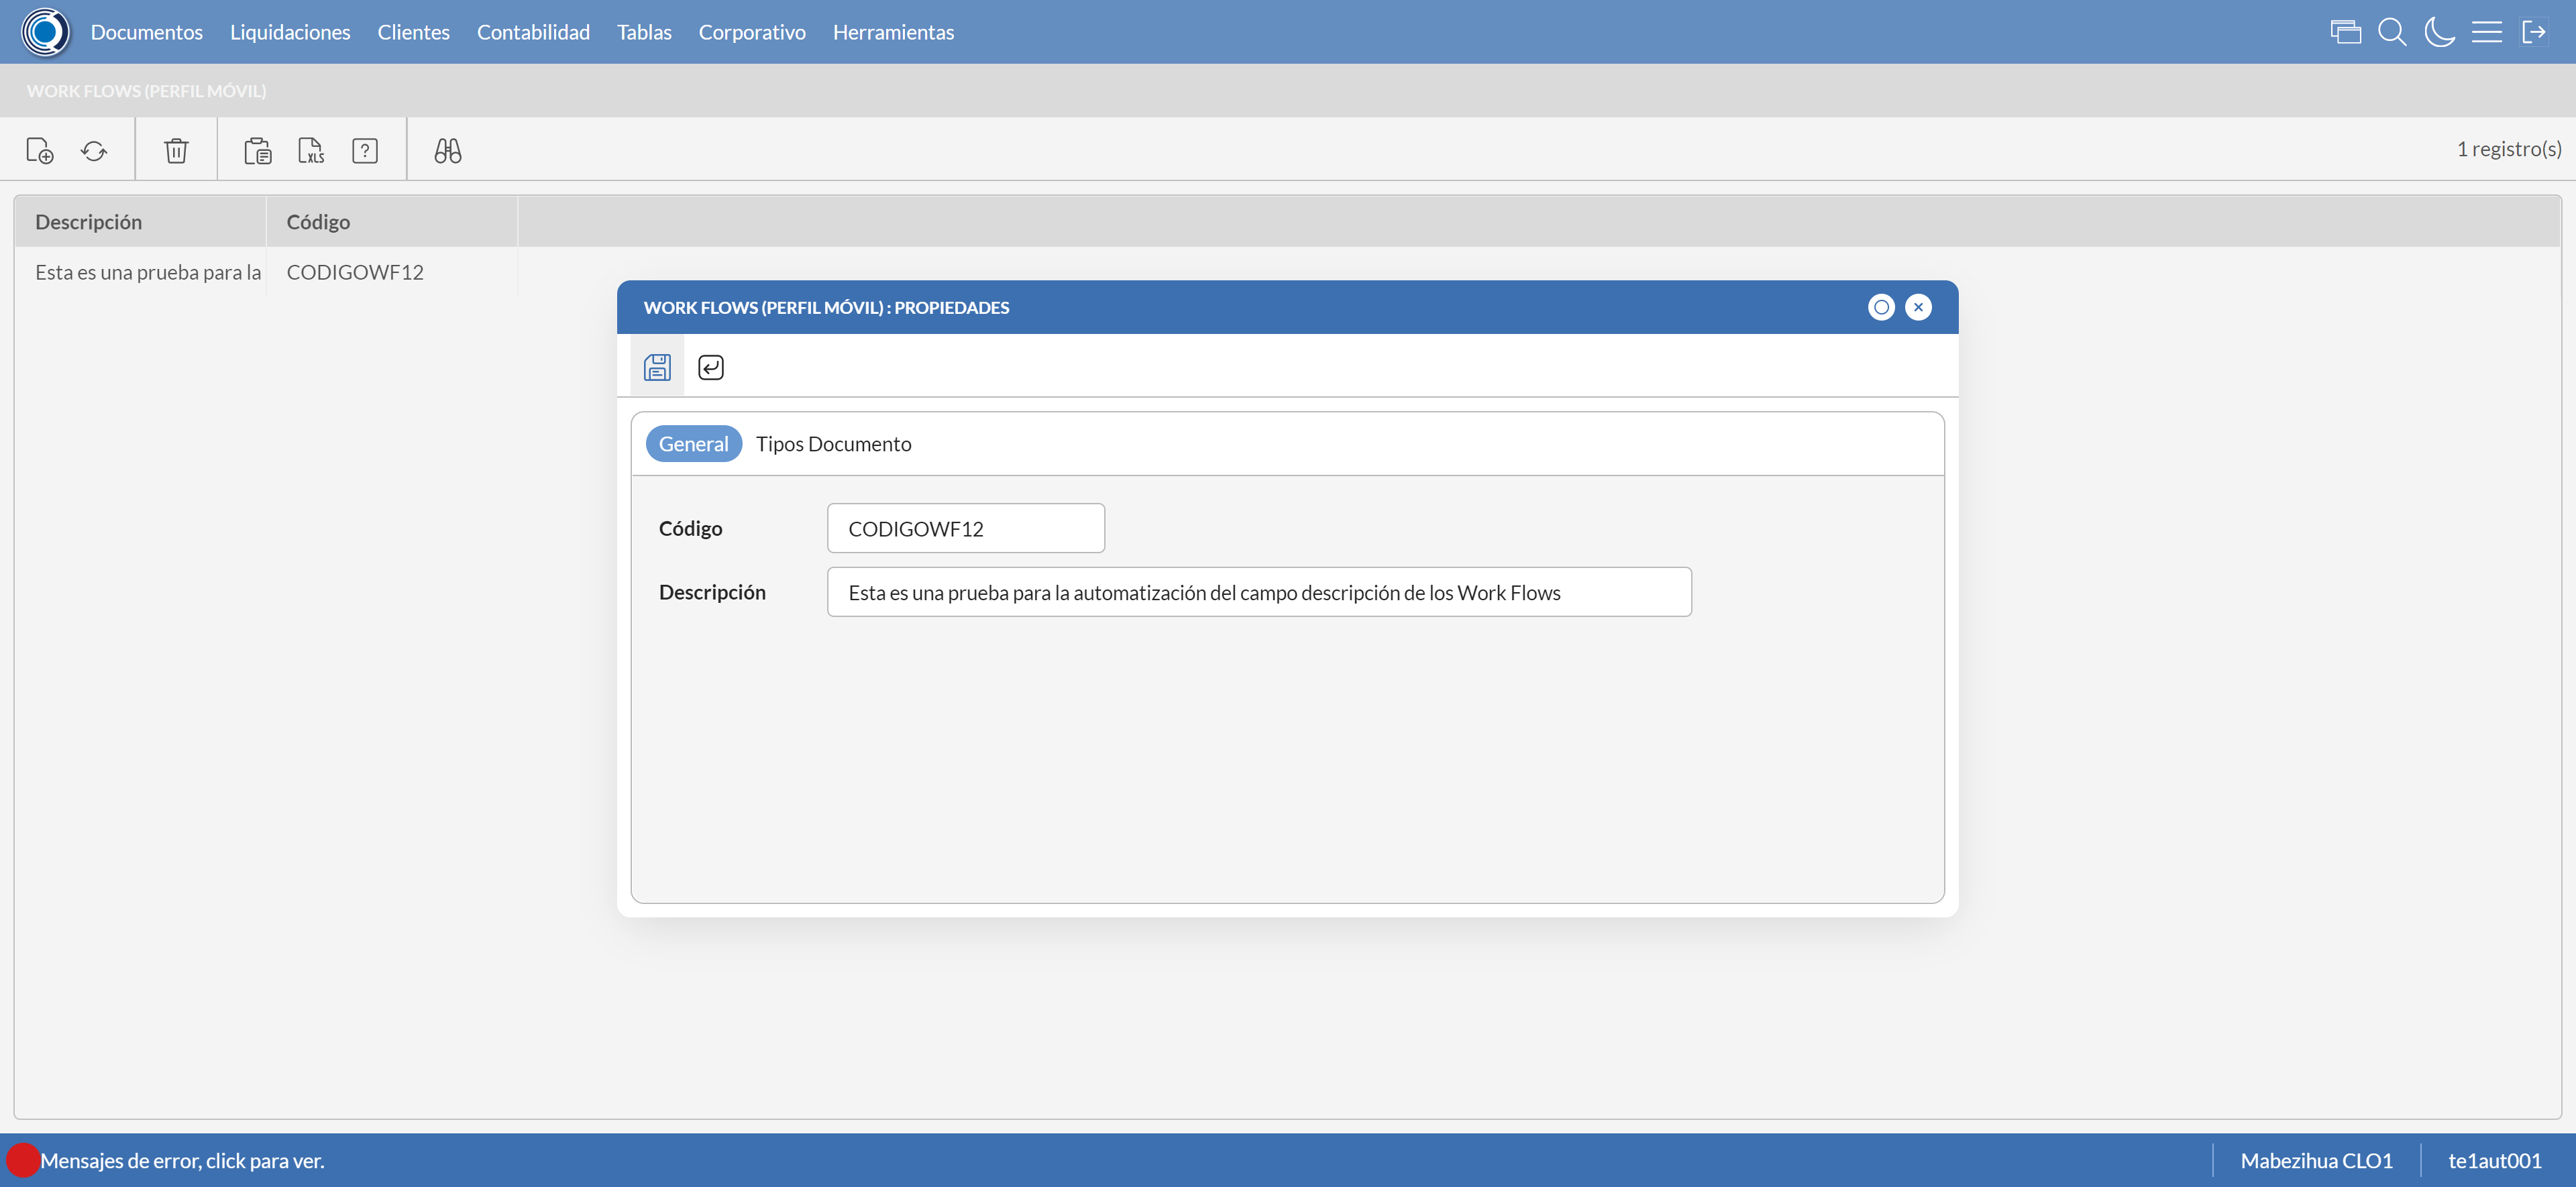 Documentos Liquidaciones Clientes Contabilidad Tablas Corporativo Herramientas
WORK FLOWS (PERFIL MÓVIL)
XLS ? 1 registro(s)
Descripción Código
Esta es una prueba para la CODIGOWF12
WORK FLOWS (PERFIL MÓVIL) : PROPIEDADES
General Tipos Documento
Código CODIGOWF12
Descripción Esta es una prueba para la automatización del campo descripción de los Work Flows
Mensajes de error, click para ver. Mabezihua CLO1 te1aut001